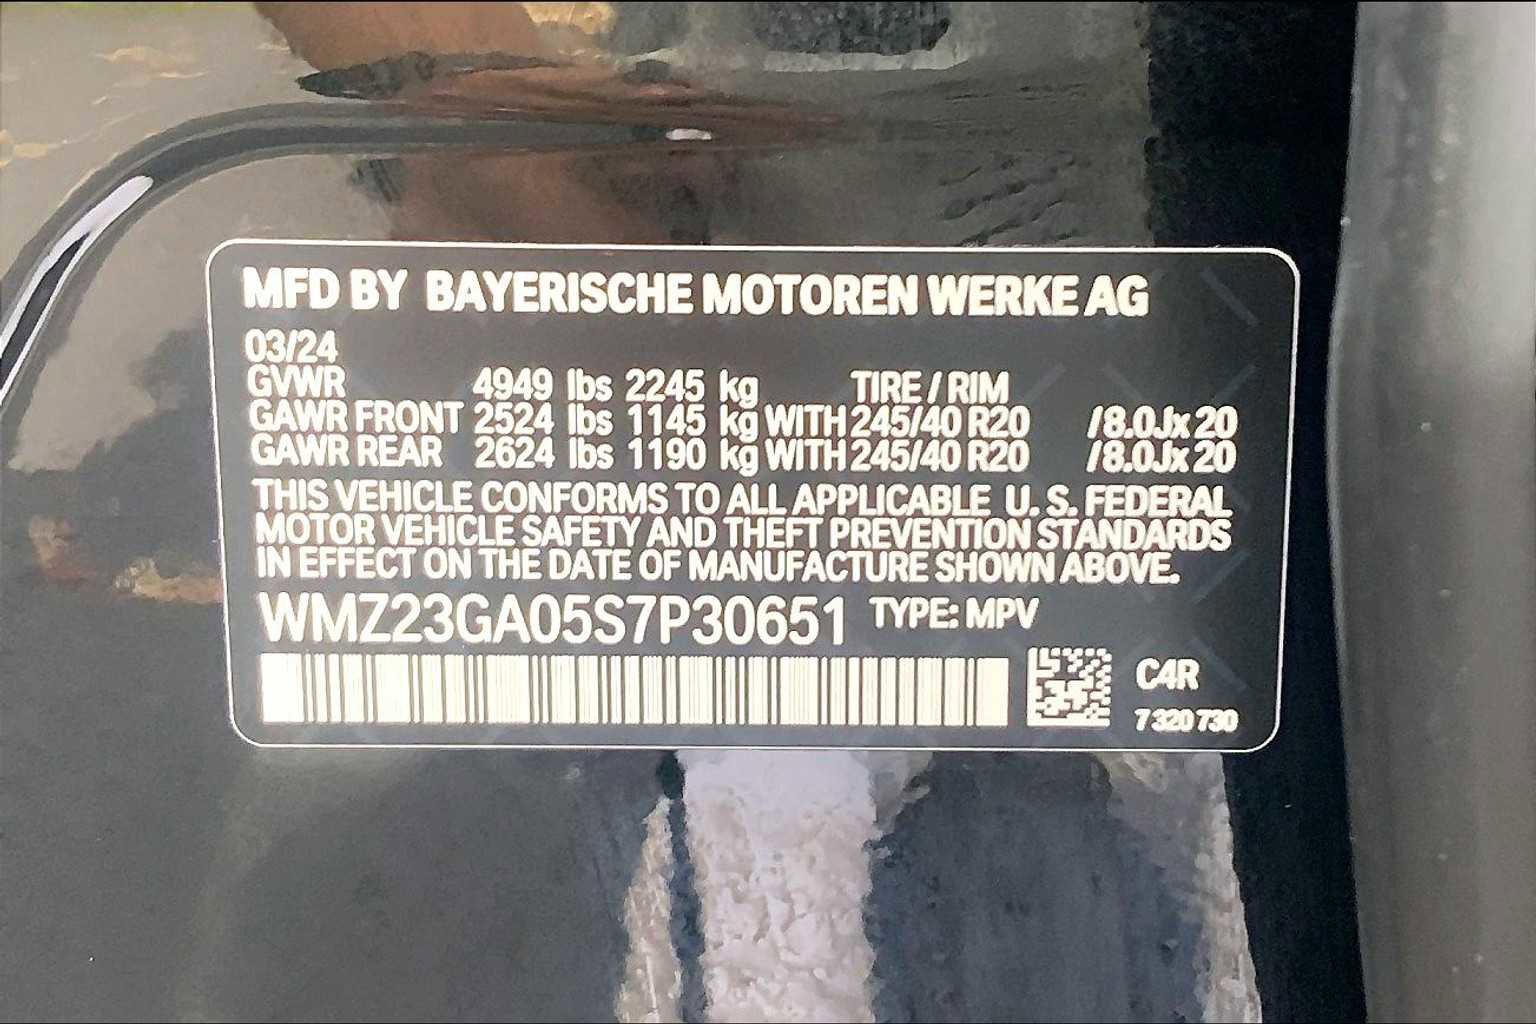 MFD BY BAYERISCHE MOTOREN WERKE AG
03/24
GVWR 4949 lbs 2245 kg TIRE / RIM
GAWR FRONT 2524 lbs 1145 kg WITH 245/40 R20 /8.0Jx20
GAWR REAR 2624 lbs 1190 kg WITH 245/40 R20 /8.0Jx20
THIS VEHICLE CONFORMS TO ALL APPLICABLE U. S. FEDERAL
MOTOR VEHICLE SAFETY AND THEFT PREVENTION STANDARDS
IN EFFECT ON THE DATE OF MANUFACTURE SHOWN ABOVE.
WMZ23GA05S7P30651 TYPE: MPV
C4R
7 320 730